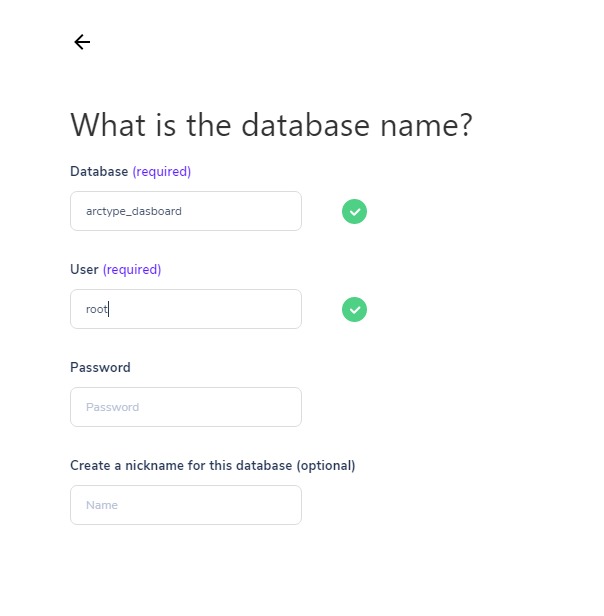 What is the database name?
Database (required)
arctype_dasboard
User (required)
root
Password
Password
Create a nickname for this database (optional)
Name